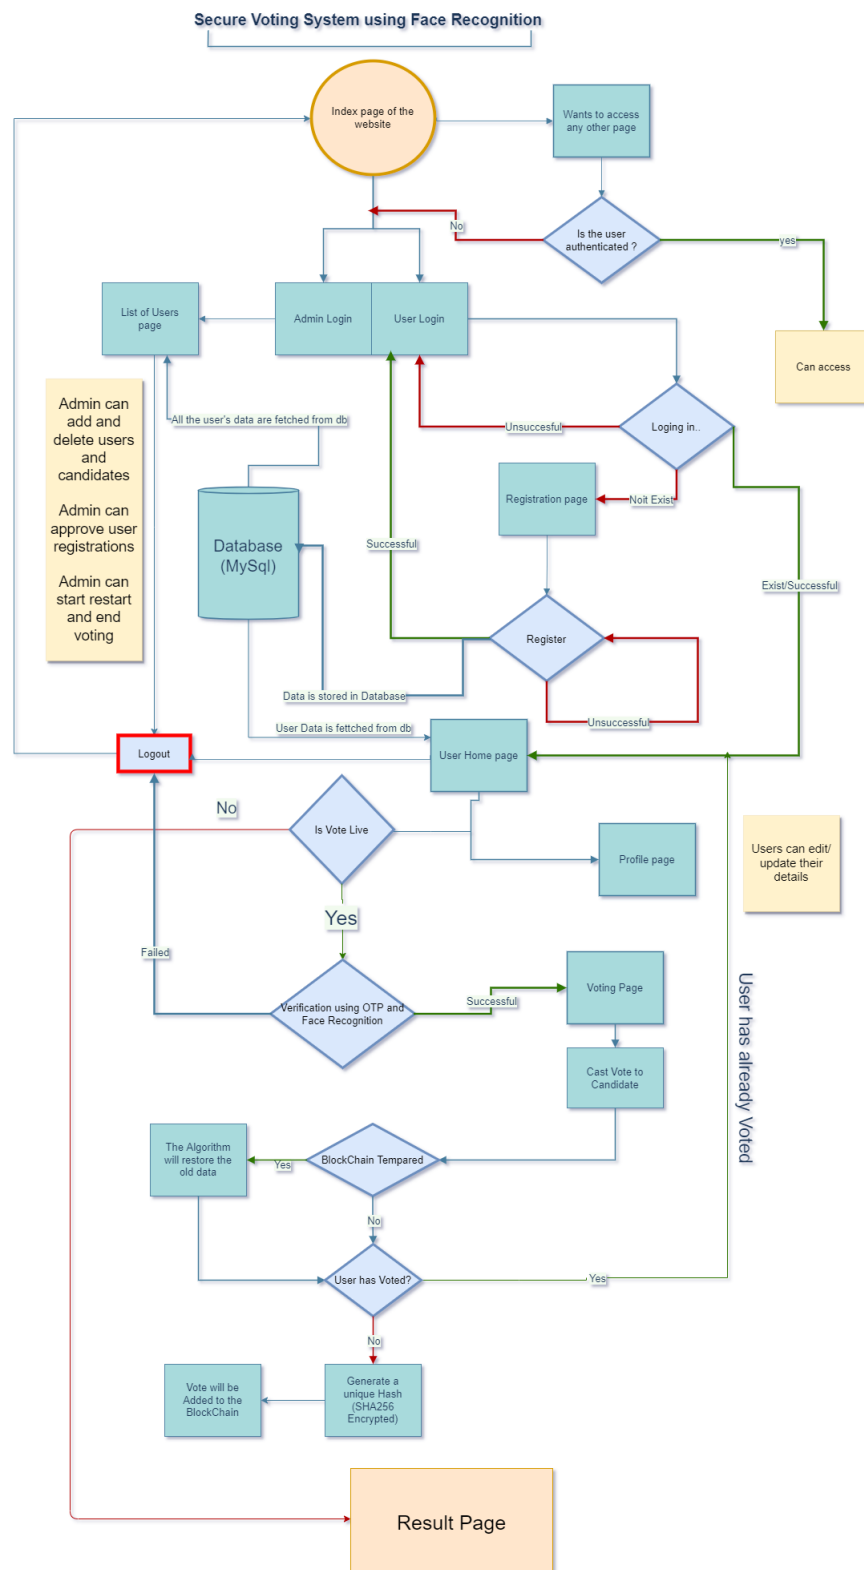 Secure Voting System using Face Recognition
Index page of the
website
Wants to access
any other page
Is the user
authenticated ?
No
yes
List of Users
page
Admin Login
User Login
Can access
Admin can
add and
delete users
and
candidates
Admin can
approve user
registrations
Admin can
start restart
and end
voting
All the user's data are fetched from db
Unsuccesful
Loging in..
Registration page
Noit Exist
Database
(MySql)
Successful
Exist/Successful
Register
Data is stored in Database
Unsuccessful
User Data is fettched from db
Logout
User Home page
No
Is Vote Live
Profile page
Users can edit/
update their
details
Yes
Failed
Verification using OTP and
Face Recognition
Successful
Voting Page
User has already Voted
Cast Vote to
Candidate
The Algorithm
will restore the
old data
Yes
BlockChain Tempared
No
User has Voted?
Yes
No
Vote will be
Added to the
BlockChain
Generate a
unique Hash
(SHA256
Encrypted)
Result Page